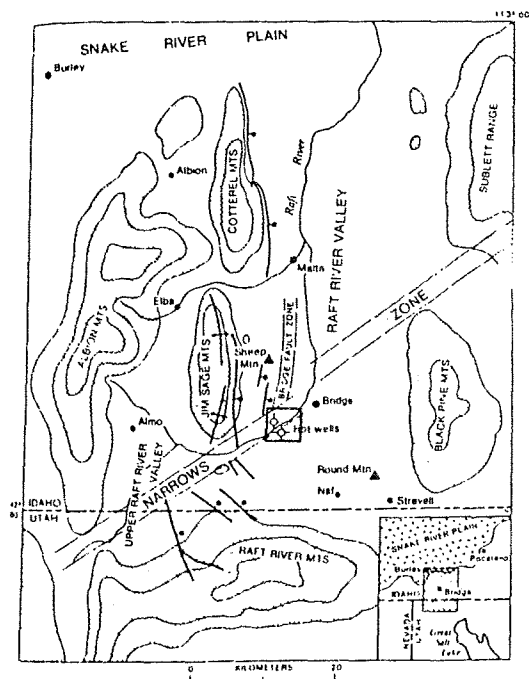 SNAKE RIVER PLAIN
Burley
Albion
COTTEREL MTS
Raft River
SUBLETT RANGE
Malta
RAFT RIVER VALLEY
Elba
ALBION MTS
JIM SAGE MTS
Sheep Mtn
BRIDGE FAULT ZONE
NARROWS ZONE
BLACK PINE MTS
Bridge
Hot wells
Almo
UPPER RAFT RIVER VALLEY
Round Mtn
Naf
Strevell
IDAHO
UTAH
RAFT RIVER MTS
SNAKE RIVER PLAIN
Pocatello
Burley
IDAHO
Bridge
NEVADA
UTAH
Great Salt Lake
0 KILOMETERS 20